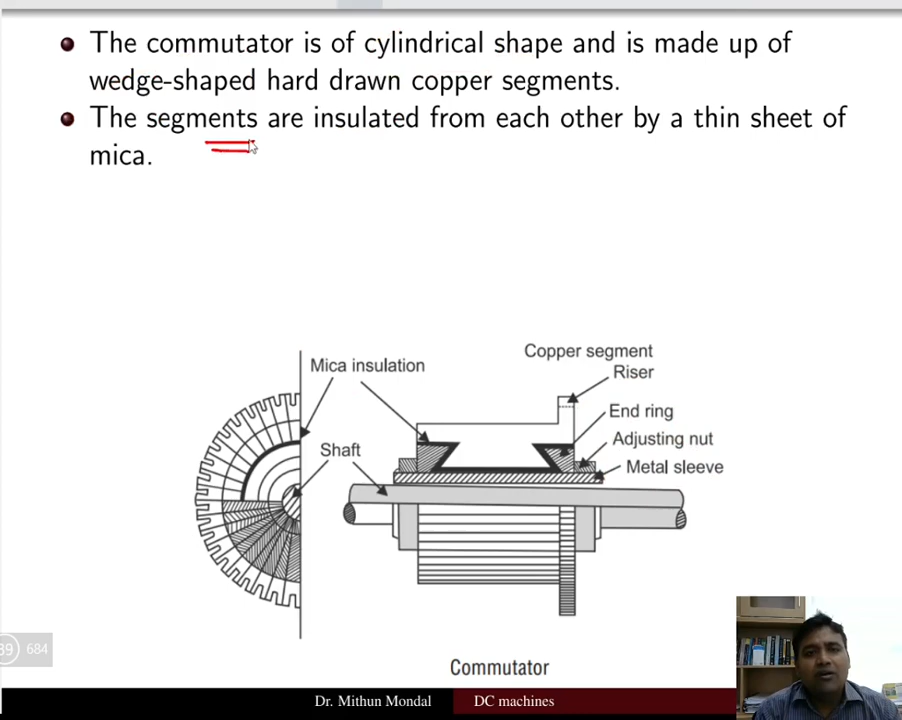 The commutator is of cylindrical shape and is made up of
wedge-shaped hard drawn copper segments.
The segments are insulated from each other by a thin sheet of
mica.
Copper segment
Mica insulation
Riser
End ring
Adjusting nut
Shaft
Metal sleeve
39 684
Commutator
Dr. Mithun Mondal DC machines